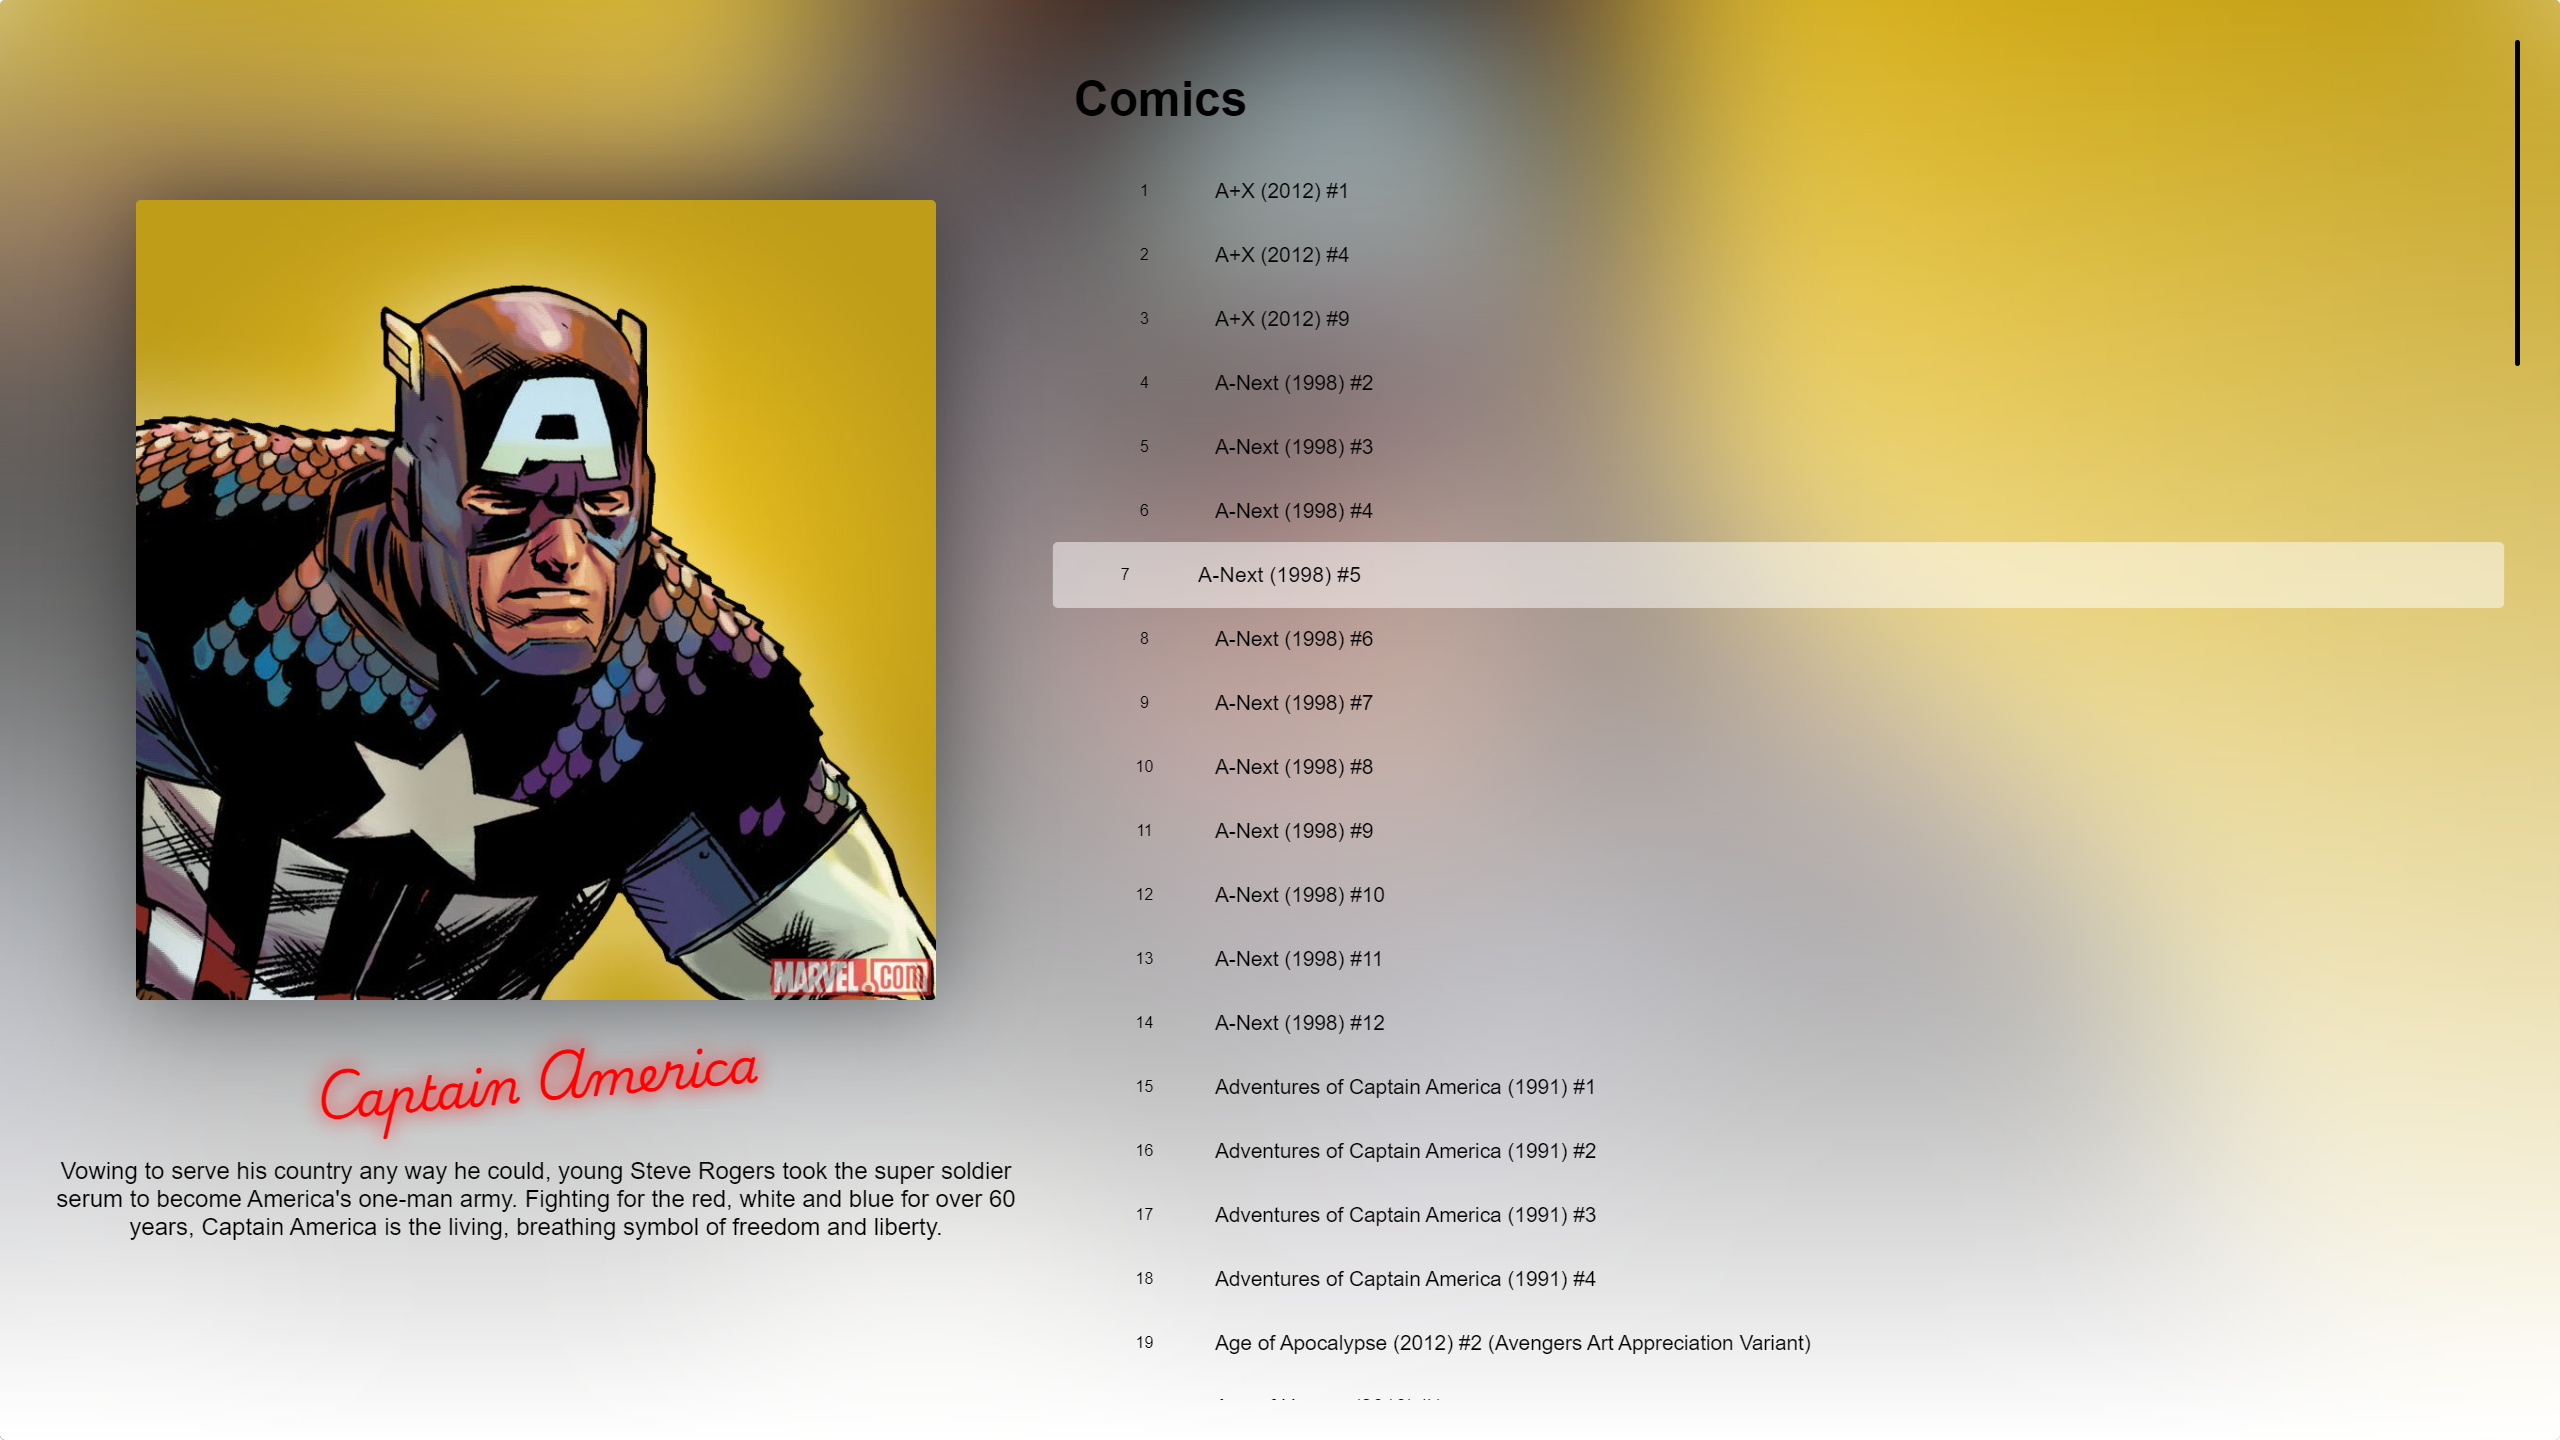 A
MARVEL.com
Captain America
Vowing to serve his country any way he could, young Steve Rogers took the super soldier
serum to become America's one-man army. Fighting for the red, white and blue for over 60
years, Captain America is the living, breathing symbol of freedom and liberty.
Comics
1 A+X (2012) #1
2 A+X (2012) #4
3 A+X (2012) #9
4 A-Next (1998) #2
5 A-Next (1998) #3
6 A-Next (1998) #4
7 A-Next (1998) #5
8 A-Next (1998) #6
9 A-Next (1998) #7
10 A-Next (1998) #8
11 A-Next (1998) #9
12 A-Next (1998) #10
13 A-Next (1998) #11
14 A-Next (1998) #12
15 Adventures of Captain America (1991) #1
16 Adventures of Captain America (1991) #2
17 Adventures of Captain America (1991) #3
18 Adventures of Captain America (1991) #4
19 Age of Apocalypse (2012) #2 (Avengers Art Appreciation Variant)